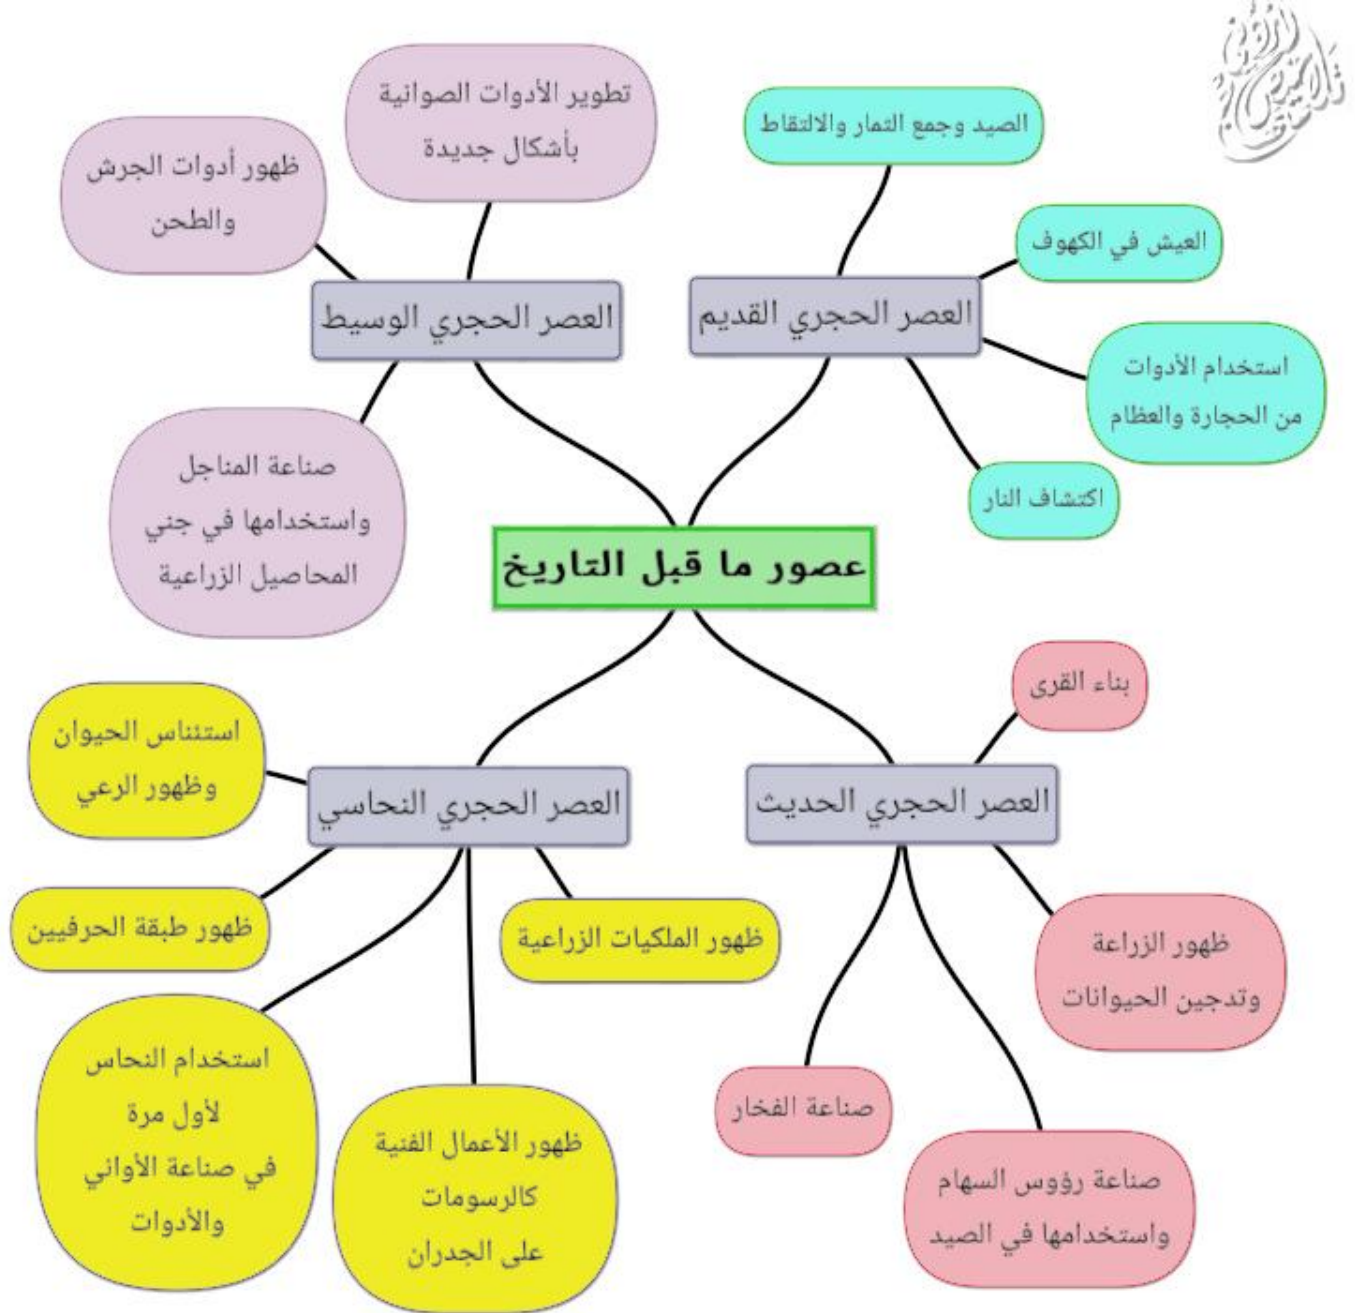 تطوير الأدوات الصوانية
بأشكال جديدة
ظهور أدوات الجرش
والطحن
العصر الحجري الوسيط
صناعة المناجل
واستخدامها في جني
المحاصيل الزراعية
الصيد وجمع الثمار والالتقاط
العيش في الكهوف
العصر الحجري القديم
استخدام الأدوات
من الحجارة والعظام
اكتشاف النار
عصور ما قبل التاريخ
بناء القرى
العصر الحجري الحديث
ظهور الزراعة
وتدجين الحيوانات
صناعة الفخار
صناعة رؤوس السهام
واستخدامها في الصيد
استئناس الحيوان
وظهور الرعي
العصر الحجري النحاسي
ظهور طبقة الحرفيين
ظهور الملكيات الزراعية
استخدام النحاس
لأول مرة
في صناعة الأواني
والأدوات
ظهور الأعمال الفنية
كالرسومات
على الجدران